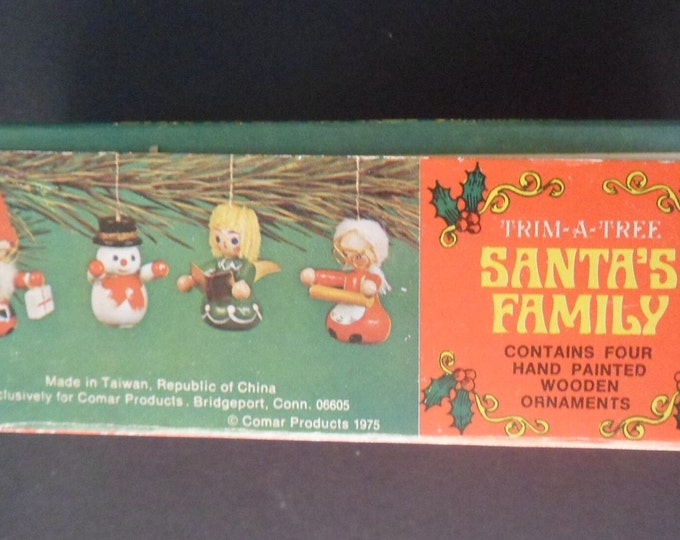 TRIM-A-TREE
SANTA'S
FAMILY
CONTAINS FOUR
HAND PAINTED
WOODEN
ORNAMENTS
Made in Taiwan, Republic of China
for Comar Products. Bridgeport, Conn. 06605
© Comar Products 1975